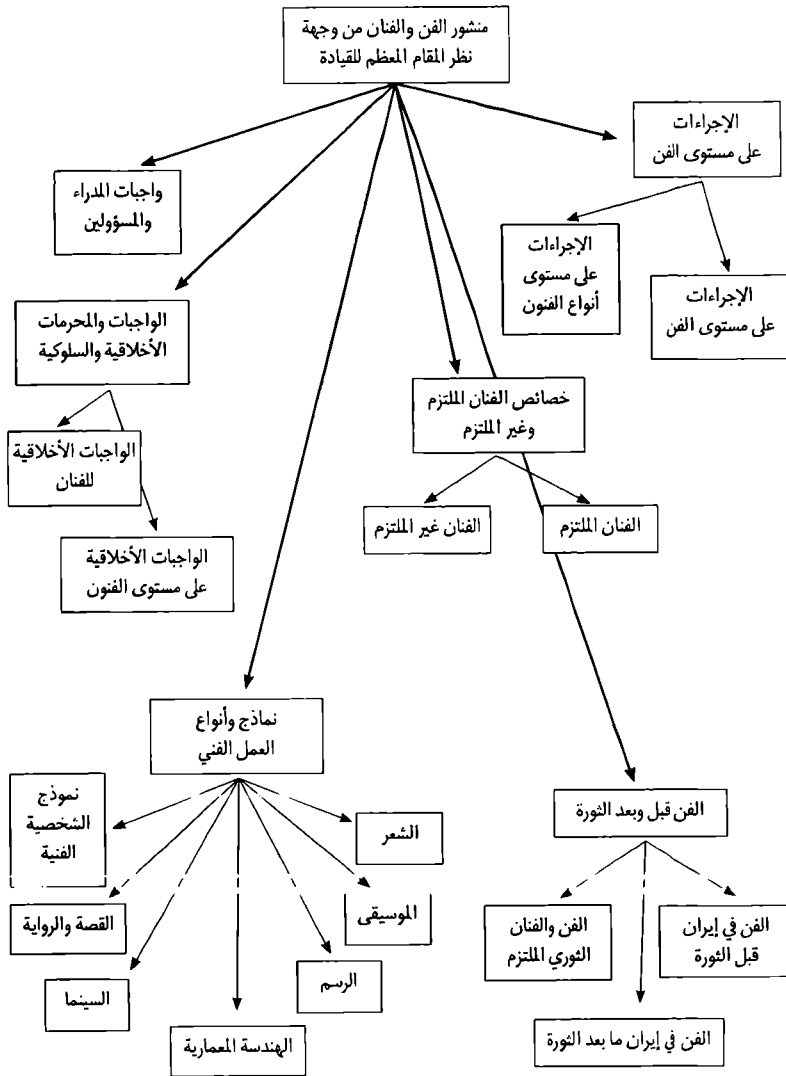 منشور الفن والفنان من وجهة
نظر المقام المعظم للقيادة
الإجراءات
على مستوى الفن
واجبات المدراء
والمسؤولين
الإجراءات
على مستوى
أنواع الفنون
الإجراءات
على مستوى الفن
الواجبات والمحرمات
الأخلاقية والسلوكية
خصائص الفنان الملتزم
وغير الملتزم
الواجبات الأخلاقية
للفنان
الفنان الملتزم
الفنان غير الملتزم
الواجبات الأخلاقية
على مستوى الفنون
نماذج وأنواع
العمل الفني
الفن قبل وبعد الثورة
نموذج
الشخصية
الفنية
الشعر
الموسيقى
القصة والرواية
الرسم
السينما
الهندسة المعمارية
الفن في إيران
قبل الثورة
الفن والفنان
الثوري الملتزم
الفن في إيران ما بعد الثورة